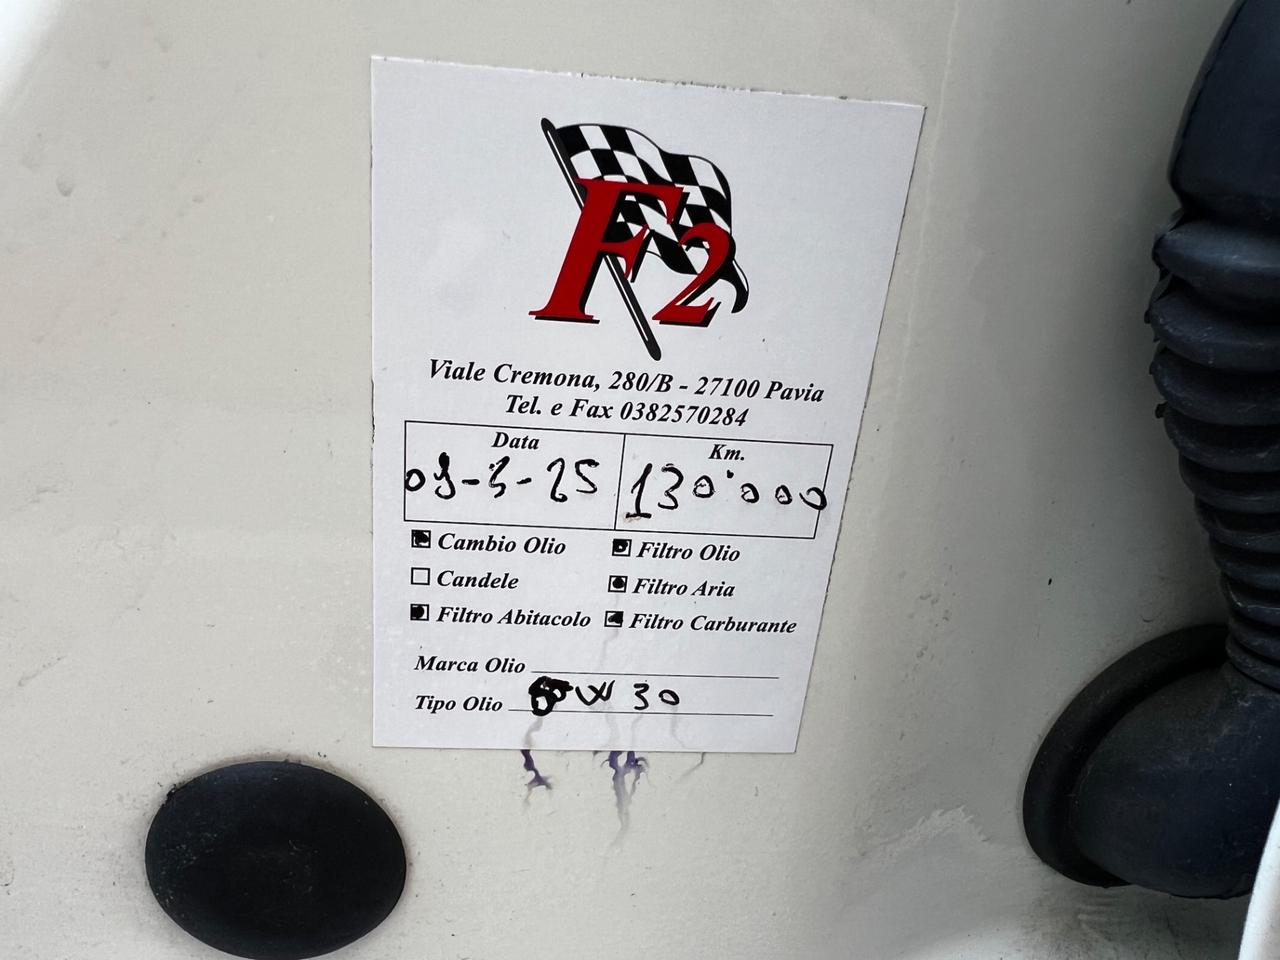 F2
Viale Cremona, 280/B - 27100 Pavia
Tel. e Fax 0382570284
Data Km.
130'000
Cambio Olio Filtro Olio
Candele Filtro Aria
Filtro Abitacolo Filtro Carburante
Marca Olio
Tipo Olio W 30